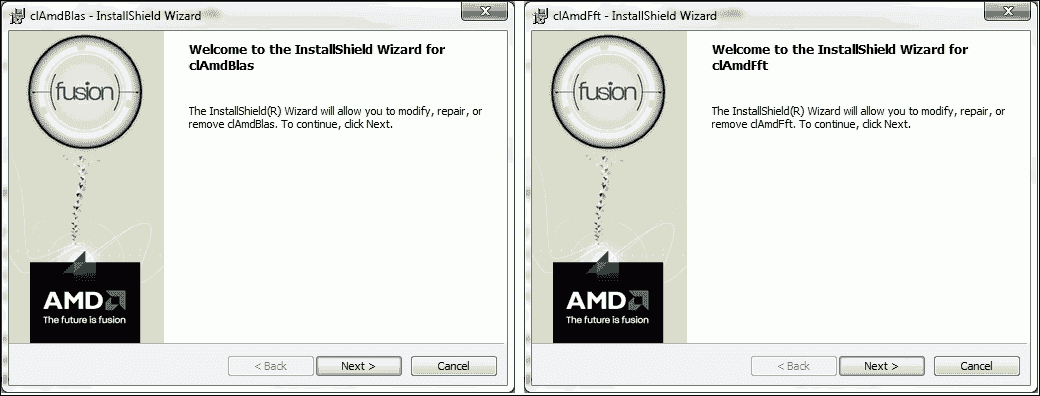 clAmdBlas - InstallShield Wizard
fusion
AMD
The future is fusion
Welcome to the InstallShield Wizard for
clAmdBlas
The InstallShield(R) Wizard will allow you to modify, repair, or
remove clAmdBlas. To continue, click Next.
< Back
Next >
Cancel
clAmdFft - InstallShield Wizard
fusion
AMD
The future is fusion
Welcome to the InstallShield Wizard for
clAmdFft
The InstallShield(R) Wizard will allow you to modify, repair, or
remove clAmdFft. To continue, click Next.
< Back
Next >
Cancel